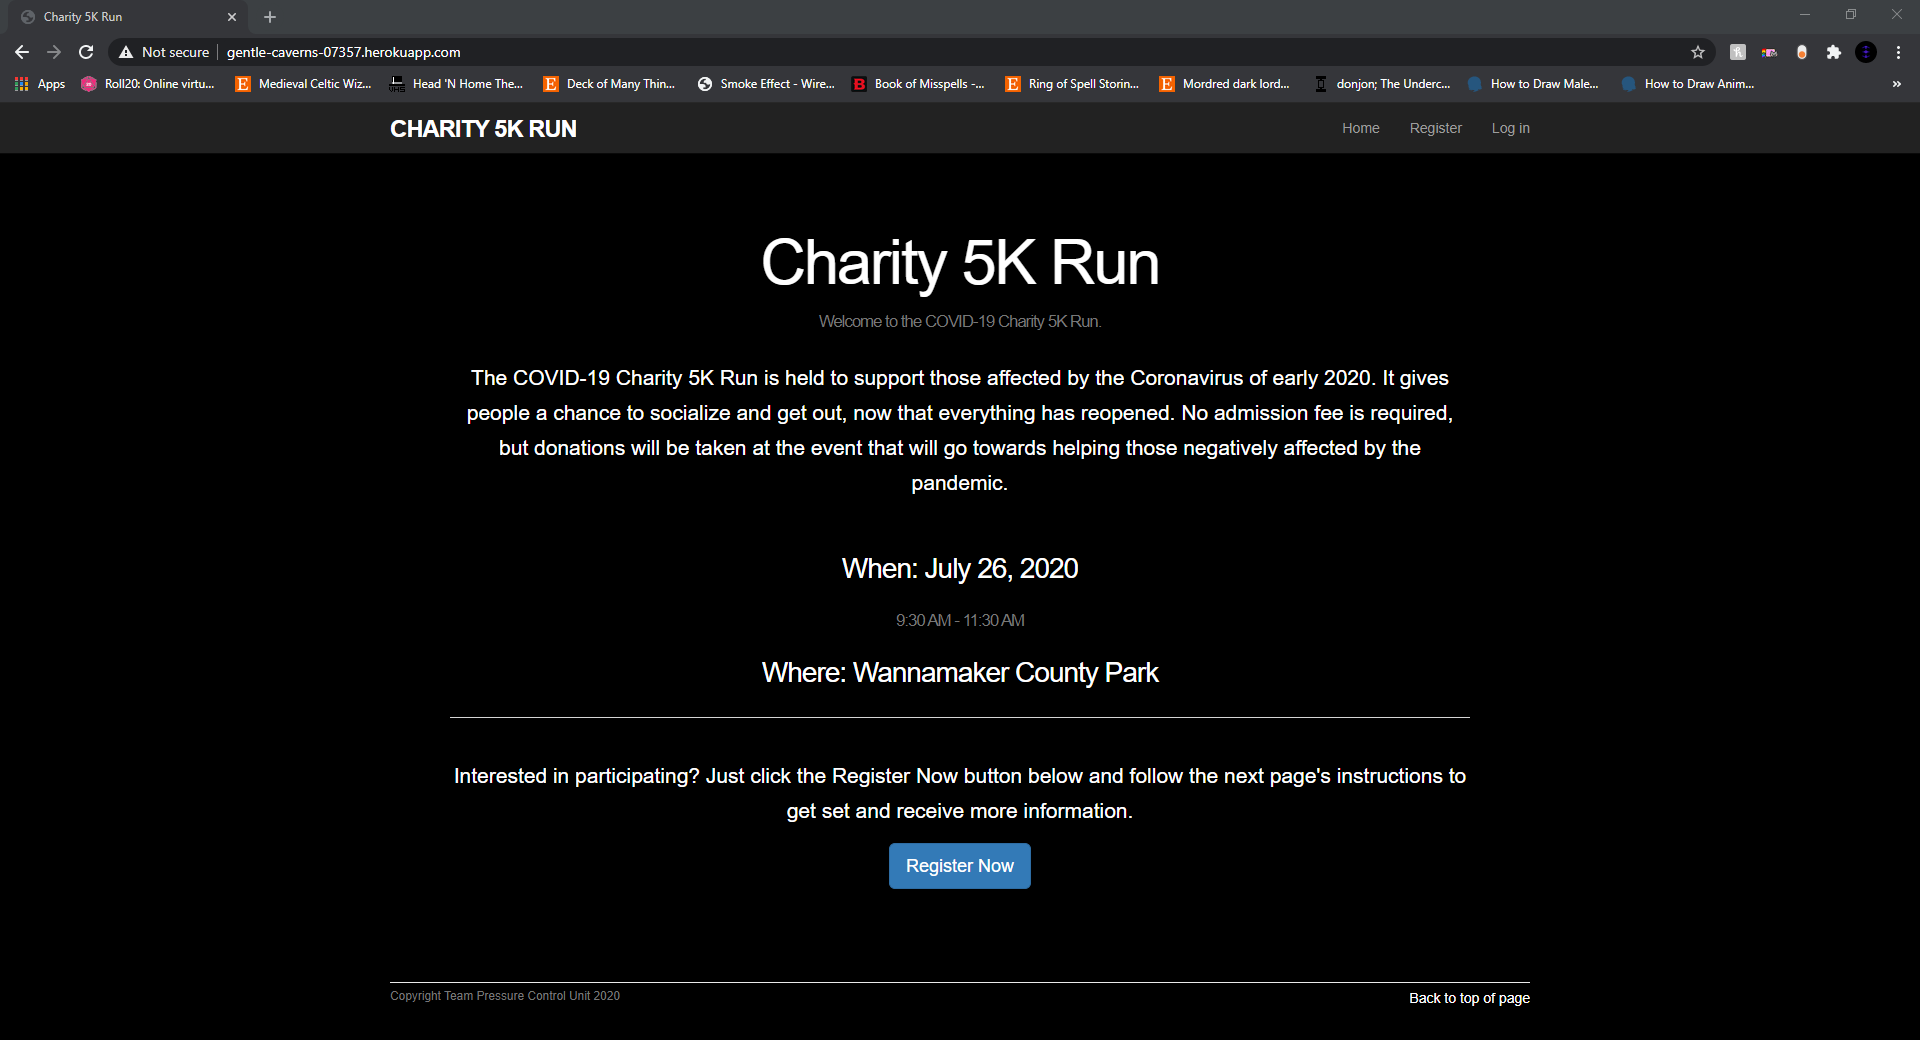 Charity 5K Run
Not secure gentle-caverns-07357.herokuapp.com
Apps Roll20: Online virtu... Medieval Celtic Wiz... Head 'N Home The... Deck of Many Thin... Smoke Effect - Wire... Book of Misspells -... Ring of Spell Storin... Mordred dark lord... donjon; The Underc... How to Draw Male... How to Draw Anim... »
CHARITY 5K RUN Home Register Log in
Charity 5K Run
Welcome to the COVID-19 Charity 5K Run.
The COVID-19 Charity 5K Run is held to support those affected by the Coronavirus of early 2020. It gives
people a chance to socialize and get out, now that everything has reopened. No admission fee is required,
but donations will be taken at the event that will go towards helping those negatively affected by the
pandemic.
When: July 26, 2020
9:30 AM - 11:30 AM
Where: Wannamaker County Park
Interested in participating? Just click the Register Now button below and follow the next page's instructions to
get set and receive more information.
Register Now
Copyright Team Pressure Control Unit 2020 Back to top of page